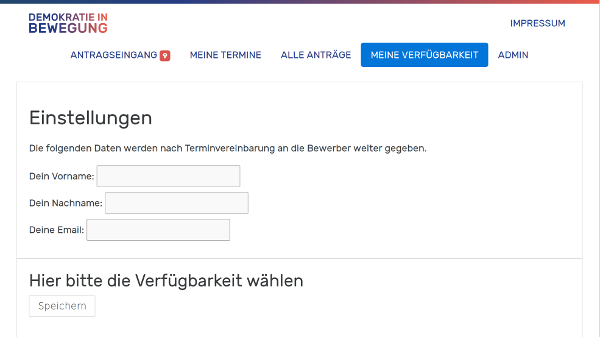 DEMOKRATIE IN
BEWEGUNG
IMPRESSUM
ANTRAGSEINGANG 9 MEINE TERMINE ALLE ANTRÄGE MEINE VERFÜGBARKEIT ADMIN
Einstellungen
Die folgenden Daten werden nach Terminvereinbarung an die Bewerber weiter gegeben.
Dein Vorname:
Dein Nachname:
Deine Email:
Hier bitte die Verfügbarkeit wählen
Speichern